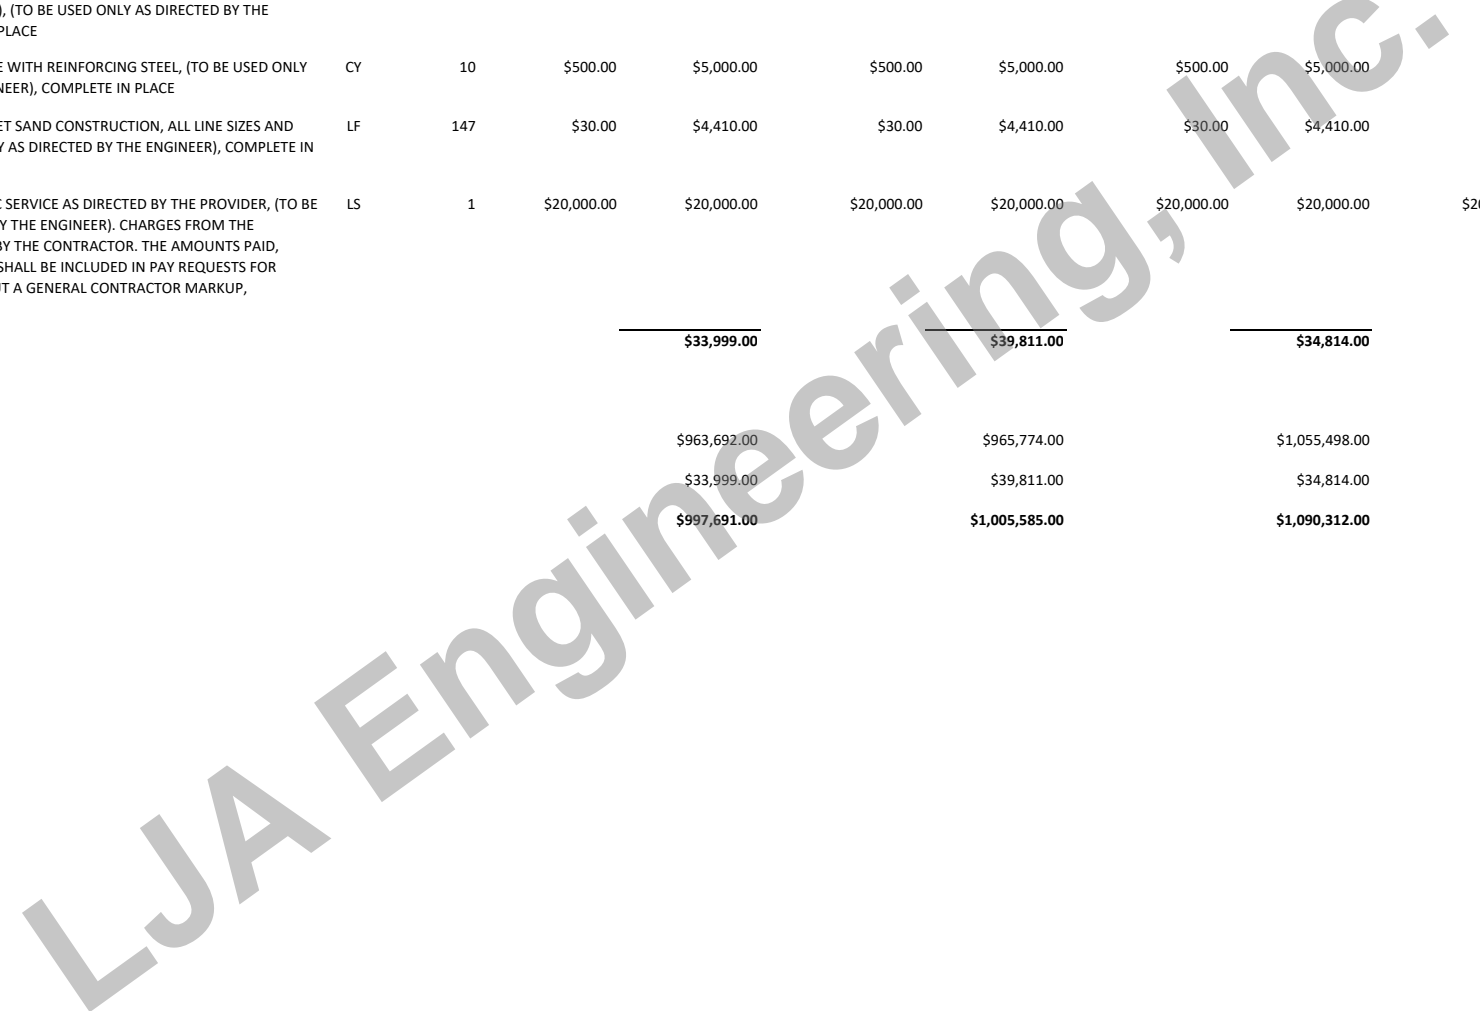 ), (TO BE USED ONLY AS DIRECTED BY THE
PLACE
WITH REINFORCING STEEL, (TO BE USED ONLY CY 10 $500.00 $5,000.00 $500.00 $5,000.00 $500.00 $5,000.00
NEER), COMPLETE IN PLACE
ET SAND CONSTRUCTION, ALL LINE SIZES AND LF 147 $30.00 $4,410.00 $30.00 $4,410.00 $30.00 $4,410.00
Y AS DIRECTED BY THE ENGINEER), COMPLETE IN
C SERVICE AS DIRECTED BY THE PROVIDER, (TO BE LS 1 $20,000.00 $20,000.00 $20,000.00 $20,000.00 $20,000.00 $20,000.00 $20
Y THE ENGINEER). CHARGES FROM THE
BY THE CONTRACTOR. THE AMOUNTS PAID,
SHALL BE INCLUDED IN PAY REQUESTS FOR
UT A GENERAL CONTRACTOR MARKUP,
$33,999.00 $39,811.00 $34,814.00
$963,692.00 $965,774.00 $1,055,498.00
$33,999.00 $39,811.00 $34,814.00
$997,691.00 $1,005,585.00 $1,090,312.00
LJA Engineering, Inc.